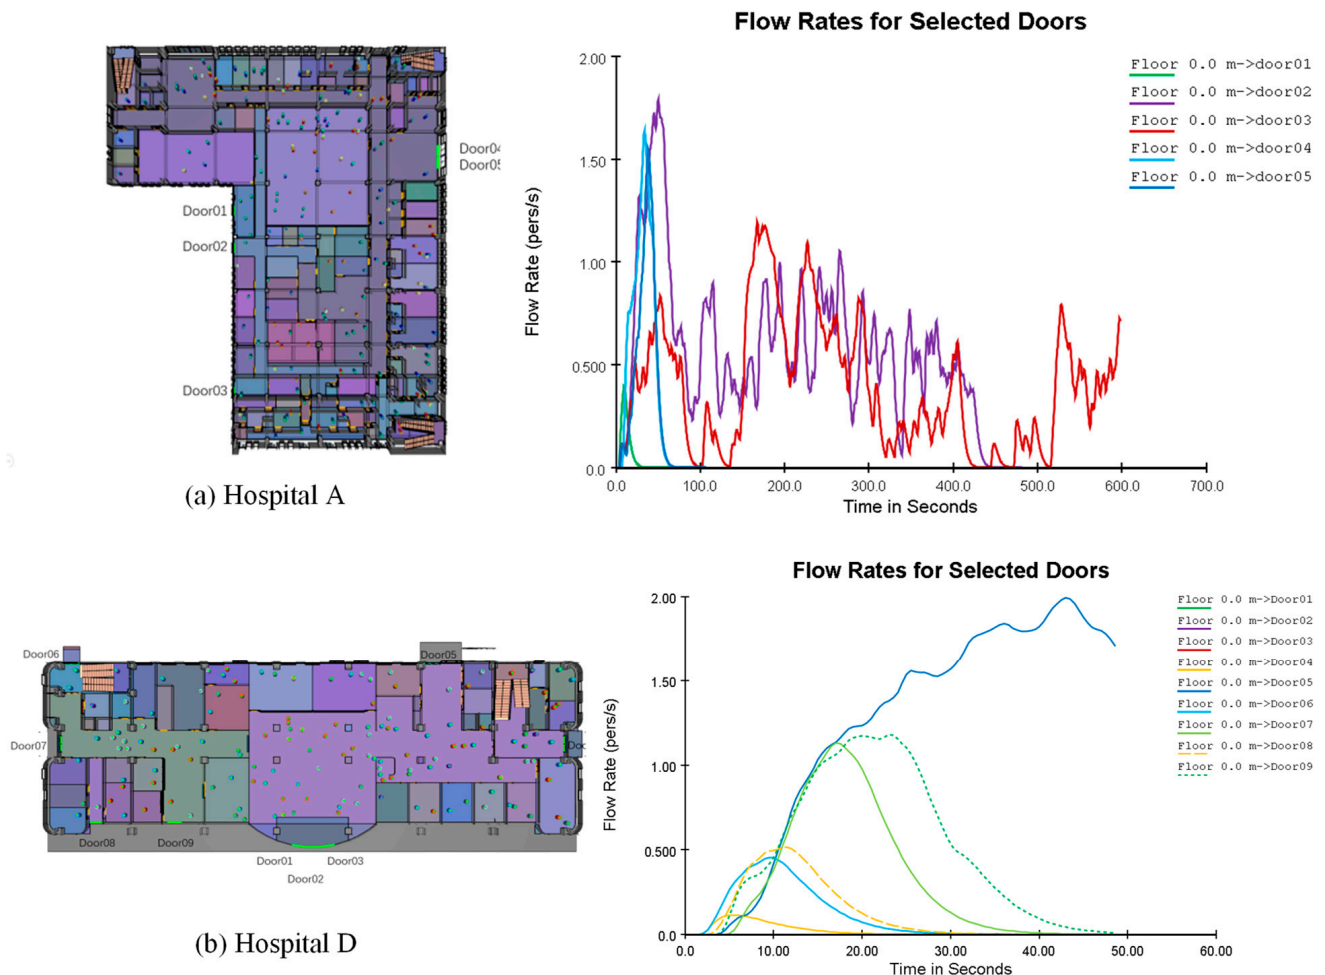 Flow Rates for Selected Doors
2.00
1.50
1.00
0.500
0.0
Flow Rate (pers/s)
0.0 100.0 200.0 300.0 400.0 500.0 600.0 700.0
Time in Seconds
Floor 0.0 m->door01
Floor 0.0 m->door02
Floor 0.0 m->door03
Floor 0.0 m->door04
Floor 0.0 m->door05
Door04
Door05
Door01
Door02
Door03
(a) Hospital A
Flow Rates for Selected Doors
2.00
1.50
1.00
0.500
0.0
Flow Rate (pers/s)
0.0 10.00 20.00 30.00 40.00 50.00 60.00
Time in Seconds
Floor 0.0 m->Door01
Floor 0.0 m->Door02
Floor 0.0 m->Door03
Floor 0.0 m->Door04
Floor 0.0 m->Door05
Floor 0.0 m->Door06
Floor 0.0 m->Door07
Floor 0.0 m->Door08
Floor 0.0 m->Door09
Door06
Door05
Door07
Doc
Door08
Door09
Door01
Door03
Door02
(b) Hospital D